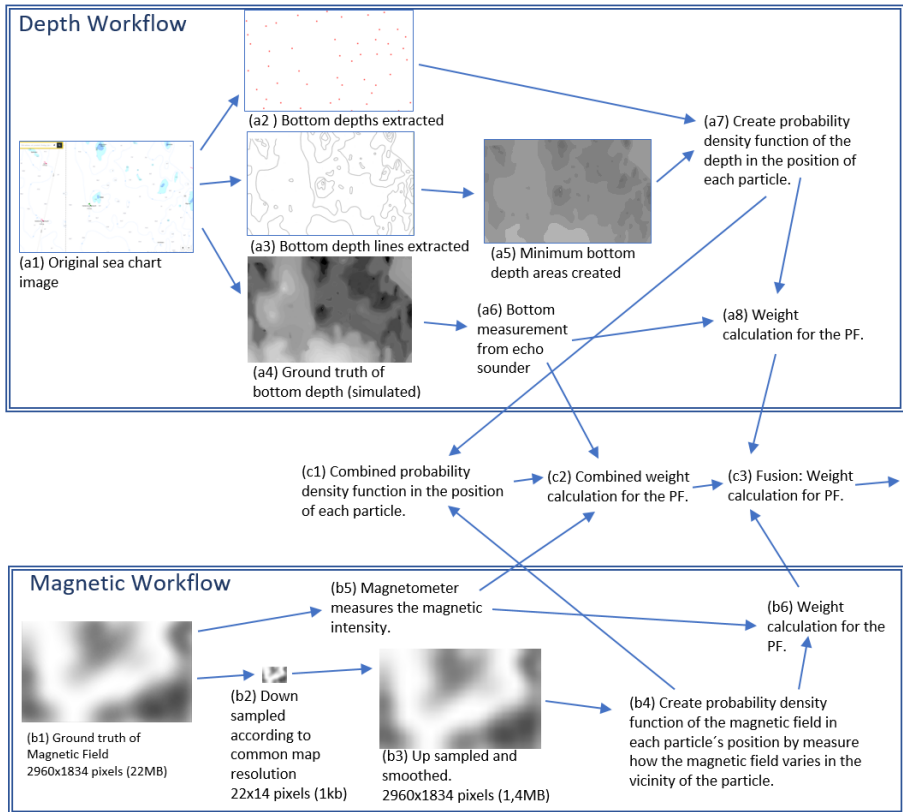 Depth Workflow
(a2 ) Bottom depths extracted
(a7) Create probability
density function of the
depth in the position of
each particle.
(a3) Bottom depth lines extracted
(a1) Original sea chart
image
(a5) Minimum bottom
depth areas created
(a6) Bottom
measurement
from echo
sounder
(a8) Weight
calculation for the PF.
(a4) Ground truth of
bottom depth (simulated)
(c1) Combined probability
density function in the position
of each particle.
(c2) Combined weight
calculation for the PF.
(c3) Fusion: Weight
calculation for PF.
Magnetic Workflow
(b5) Magnetometer
measures the magnetic
intensity.
(b6) Weight
calculation for the
PF.
(b1) Ground truth of
Magnetic Field
2960x1834 pixels (22MB)
(b2) Down
sampled
according to
common map
resolution
22x14 pixels (1kb)
(b3) Up sampled and
smoothed.
2960x1834 pixels (1,4MB)
(b4) Create probability density
function of the magnetic field in
each particle´s position by measure
how the magnetic field varies in the
vicinity of the particle.